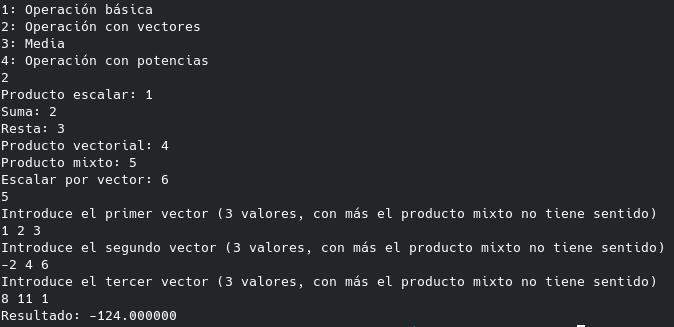 1: Operación básica
2: Operación con vectores
3: Media
4: Operación con potencias
2
Producto escalar: 1
Suma: 2
Resta: 3
Producto vectorial: 4
Producto mixto: 5
Escalar por vector: 6
5
Introduce el primer vector (3 valores, con más el producto mixto no tiene sentido)
1 2 3
Introduce el segundo vector (3 valores, con más el producto mixto no tiene sentido)
-2 4 6
Introduce el tercer vector (3 valores, con más el producto mixto no tiene sentido)
8 11 1
Resultado: -124.000000